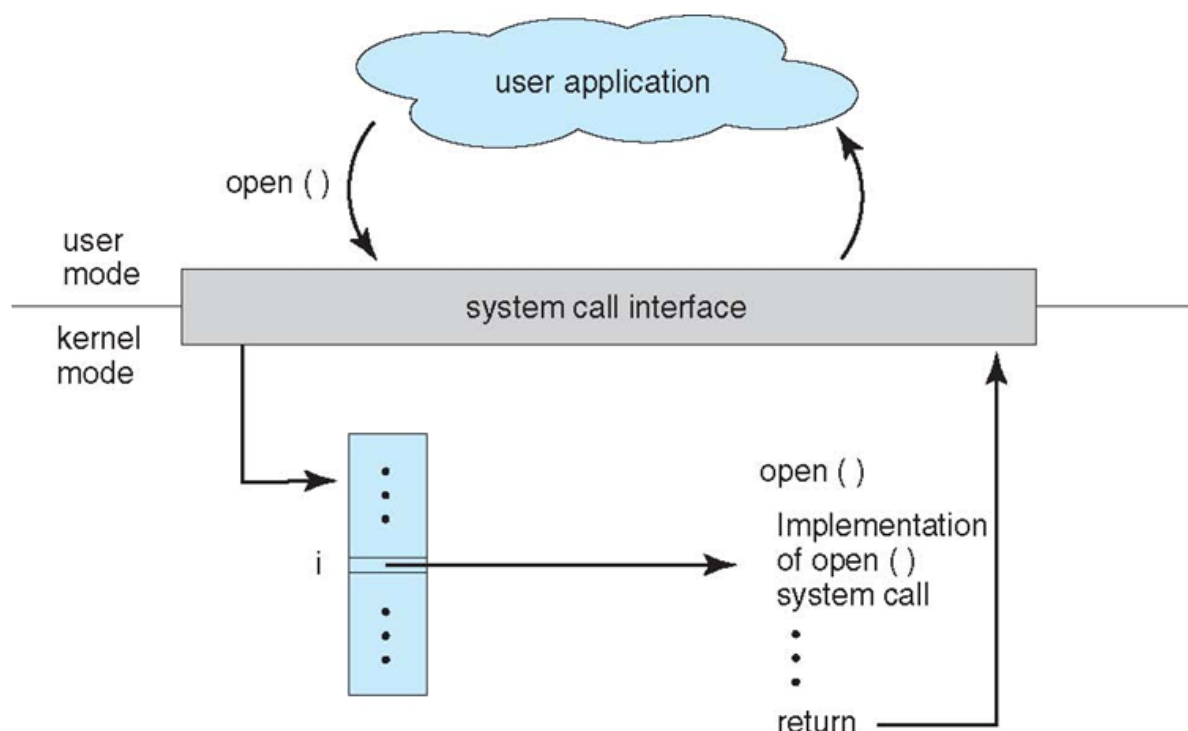 user application
open ( )
user
mode
system call interface
kernel
mode
open ( )
i
Implementation
of open ( )
system call
return